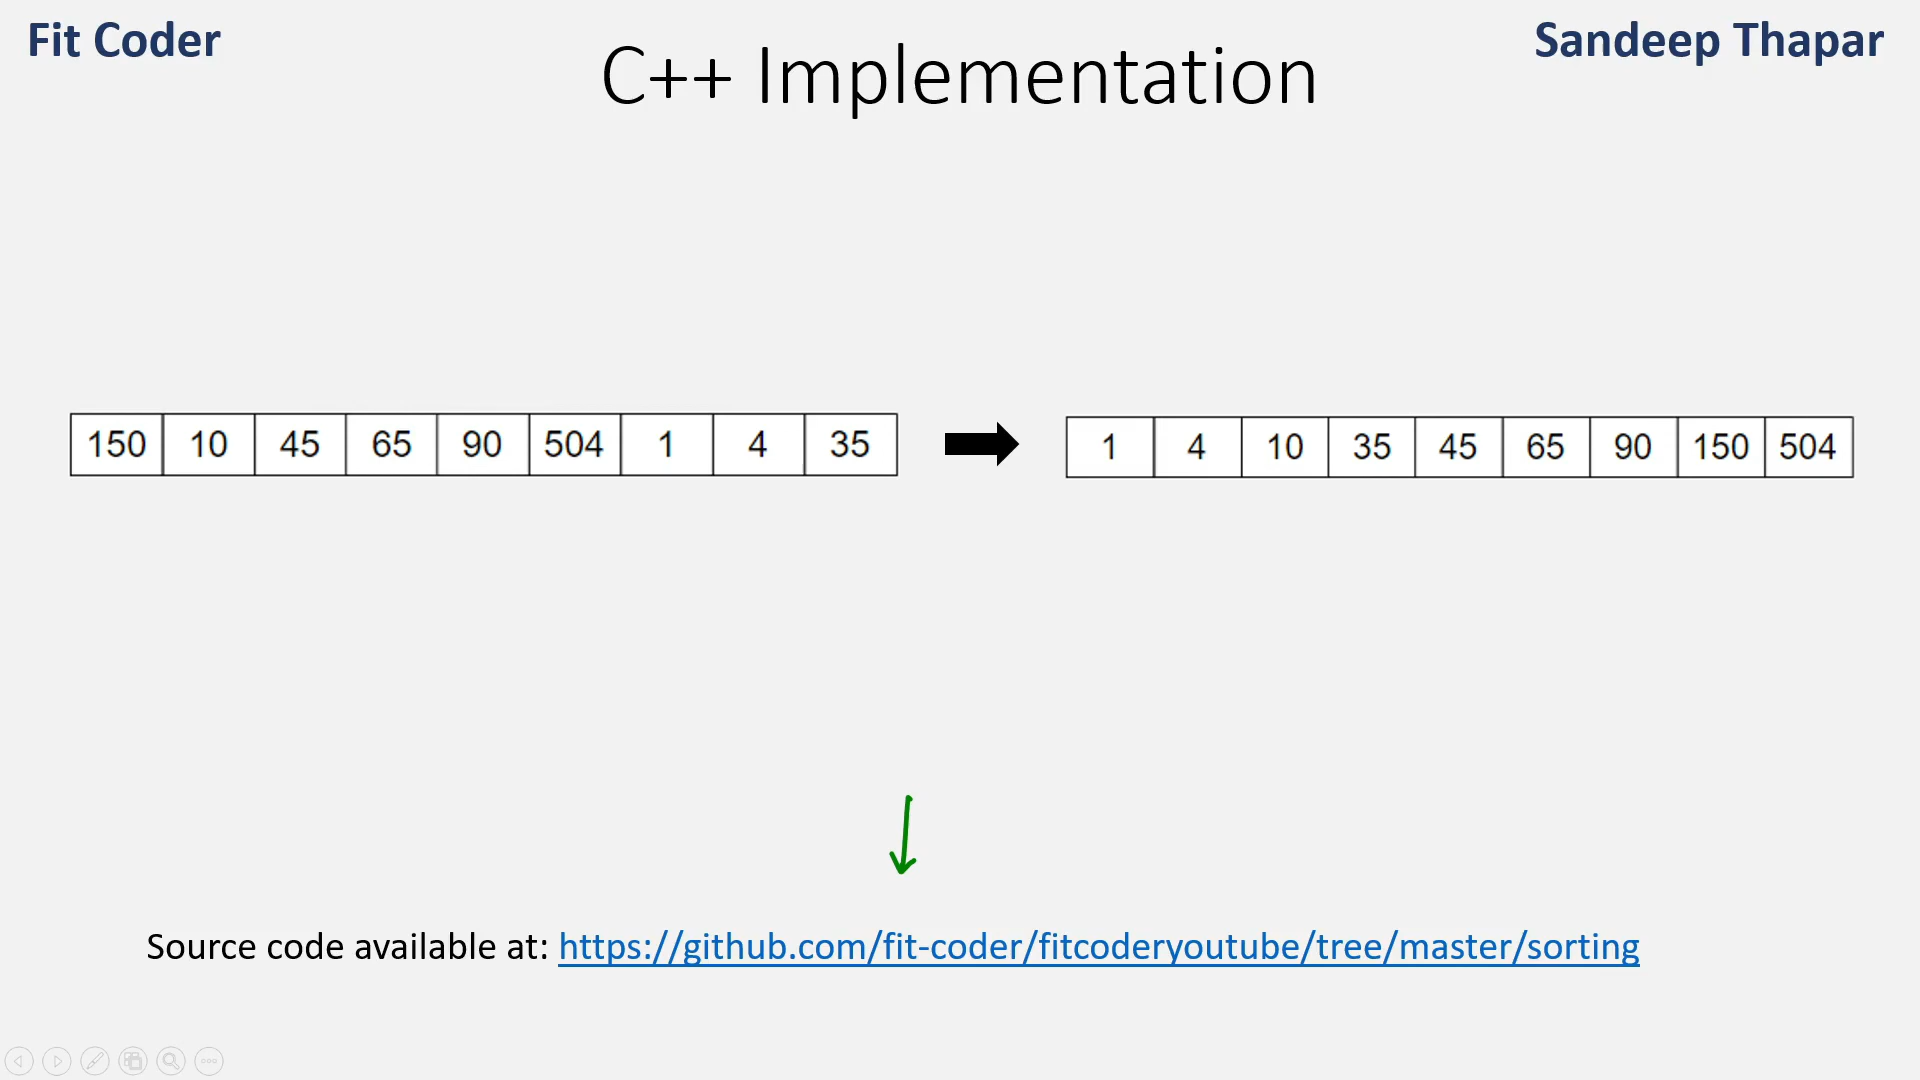 Fit Coder
Sandeep Thapar
C++ Implementation
150 10 45 65 90 504 1 4 35
1 4 10 35 45 65 90 150 504
Source code available at: https://github.com/fit-coder/fitcoderyoutube/tree/master/sorting